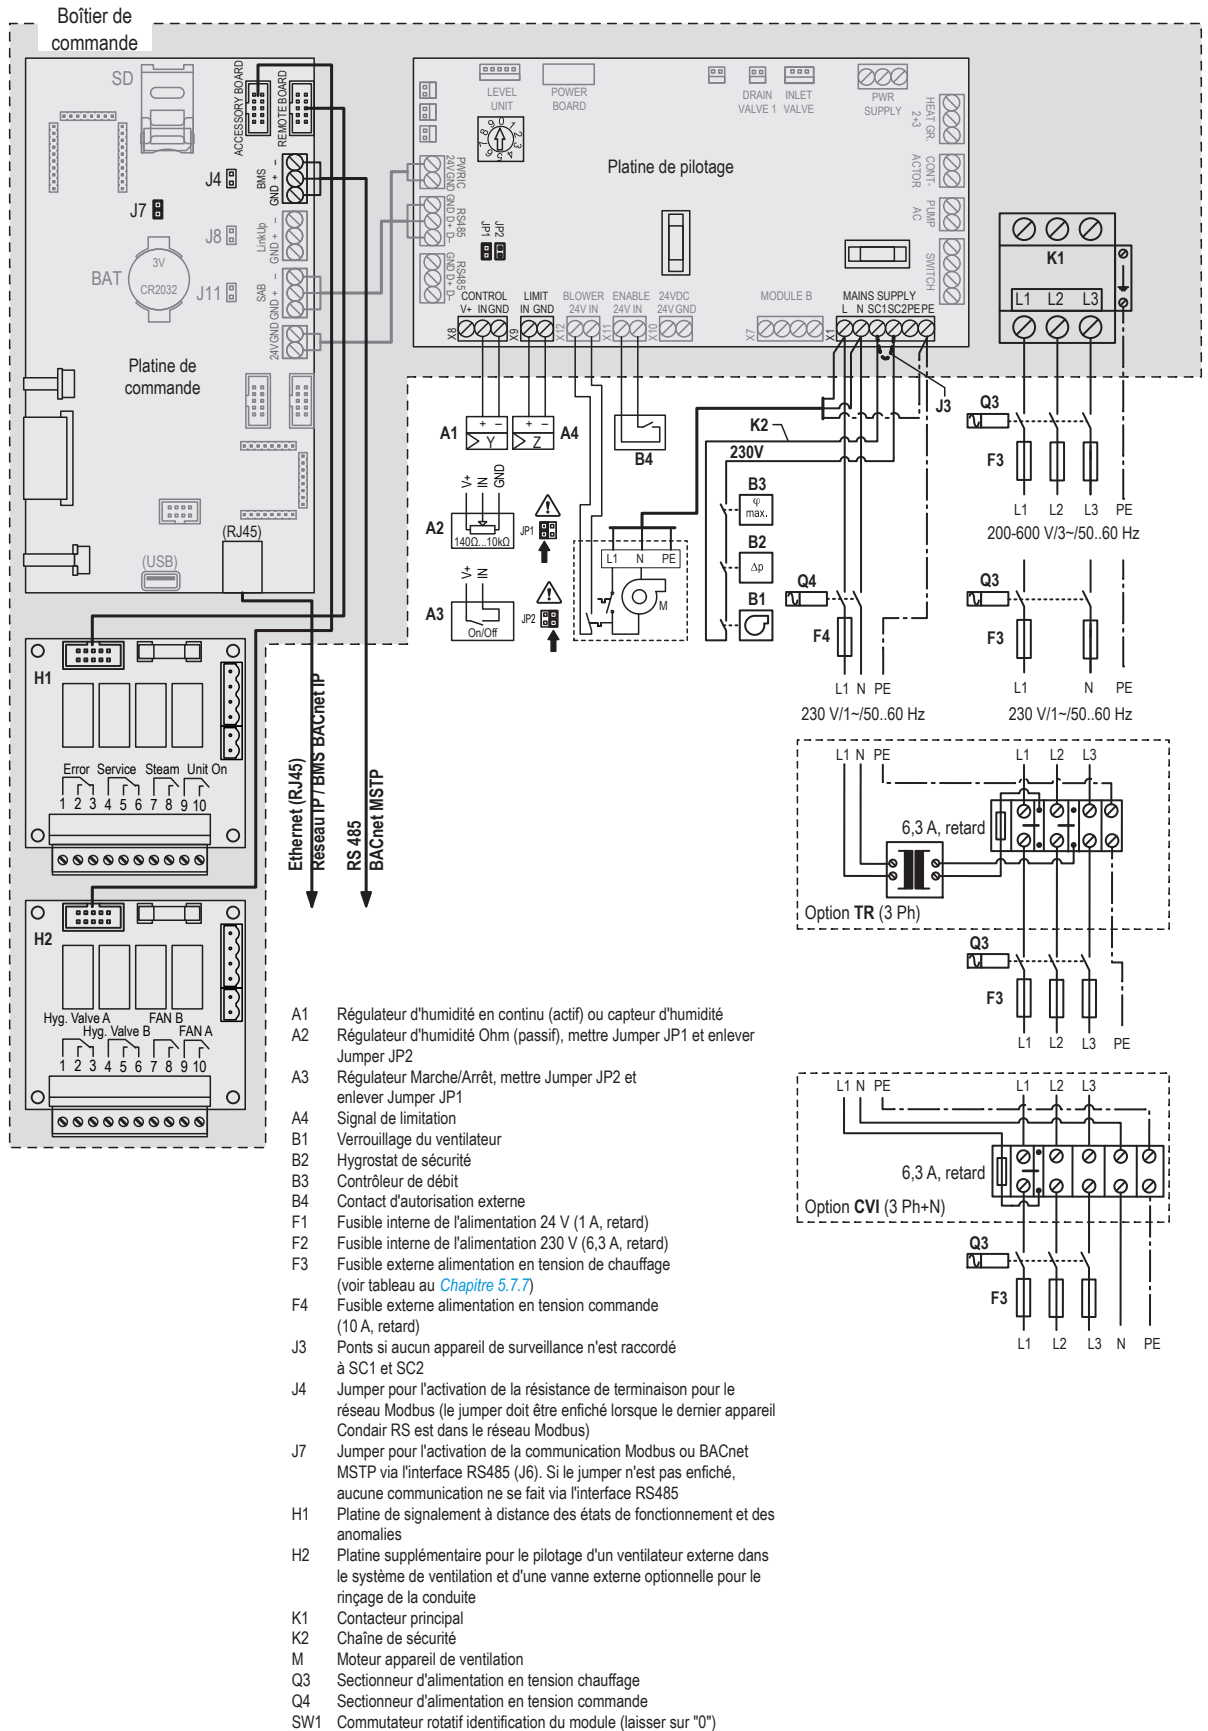 Boîtier de
commande
SD
ACCESSORY BOARD
REMOTE BOARD
J4
BMS
GND + −
J7
J8
LinkUp
GND + −
BAT
3V
CR2032
J11
SAB
GND + −
24V GND
Platine de
commande
(RJ45)
(USB)
LEVEL
UNIT
POWER
BOARD
DRAIN
VALVE 1
INLET
VALVE
PWR
SUPPLY
HEAT GR.
2+3
CONT-
ACTOR
PUMP
AC
SWITCH
0 1 2 3 4 5 6 7 8 9
Platine de pilotage
PWRIC
24V GND
RS485
GND D+ D−
RS485
GND D+ D−
JP1
JP2
CONTROL
V+ IN GND
LIMIT
IN GND
BLOWER
24V IN
ENABLE
24V IN
24VDC
24V GND
MODULE B
MAINS SUPPLY
L N SC1 SC2 PE PE
X8
X9
X12
X11
X10
X7
X1
K1
L1 L2 L3
J3
A1
+ −
Y
+ −
Z
A4
B4
K2
230V
A2
V+ IN GND
140Ω...10kΩ
JP1
A3
V+ IN
On/Off
JP2
L1 N PE
M
B3
φ
max.
B2
Δp
B1
Q4
F4
L1 N PE
230 V/1~/50..60 Hz
Q3
F3
L1 L2 L3 PE
200-600 V/3~/50..60 Hz
Q3
F3
L1 N PE
230 V/1~/50..60 Hz
H1
Error Service Steam Unit On
1 2 3 4 5 6 7 8 9 10
H2
Hyg. Valve A FAN B
Hyg. Valve B FAN A
1 2 3 4 5 6 7 8 9 10
Ethernet (RJ45)
Reseau IP / BMS BACnet IP
RS 485
BACnet MSTP
L1 N PE L1 L2 L3
6,3 A, retard
Option TR (3 Ph)
Q3
F3
L1 L2 L3 PE
L1 N PE L1 L2 L3
6,3 A, retard
Option CVI (3 Ph+N)
Q3
F3
L1 L2 L3 N PE
A1 Régulateur d'humidité en continu (actif) ou capteur d'humidité
A2 Régulateur d'humidité Ohm (passif), mettre Jumper JP1 et enlever
Jumper JP2
A3 Régulateur Marche/Arrêt, mettre Jumper JP2 et
enlever Jumper JP1
A4 Signal de limitation
B1 Verrouillage du ventilateur
B2 Hygrostat de sécurité
B3 Contrôleur de débit
B4 Contact d'autorisation externe
F1 Fusible interne de l'alimentation 24 V (1 A, retard)
F2 Fusible interne de l'alimentation 230 V (6,3 A, retard)
F3 Fusible externe alimentation en tension de chauffage
(voir tableau au Chapitre 5.7.7)
F4 Fusible externe alimentation en tension commande
(10 A, retard)
J3 Ponts si aucun appareil de surveillance n'est raccordé
à SC1 et SC2
J4 Jumper pour l'activation de la résistance de terminaison pour le
réseau Modbus (le jumper doit être enfiché lorsque le dernier appareil
Condair RS est dans le réseau Modbus)
J7 Jumper pour l'activation de la communication Modbus ou BACnet
MSTP via l'interface RS485 (J6). Si le jumper n'est pas enfiché,
aucune communication ne se fait via l'interface RS485
H1 Platine de signalement à distance des états de fonctionnement et des
anomalies
H2 Platine supplémentaire pour le pilotage d'un ventilateur externe dans
le système de ventilation et d'une vanne externe optionnelle pour le
rinçage de la conduite
K1 Contacteur principal
K2 Chaîne de sécurité
M Moteur appareil de ventilation
Q3 Sectionneur d'alimentation en tension chauffage
Q4 Sectionneur d'alimentation en tension commande
SW1 Commutateur rotatif identification du module (laisser sur "0")